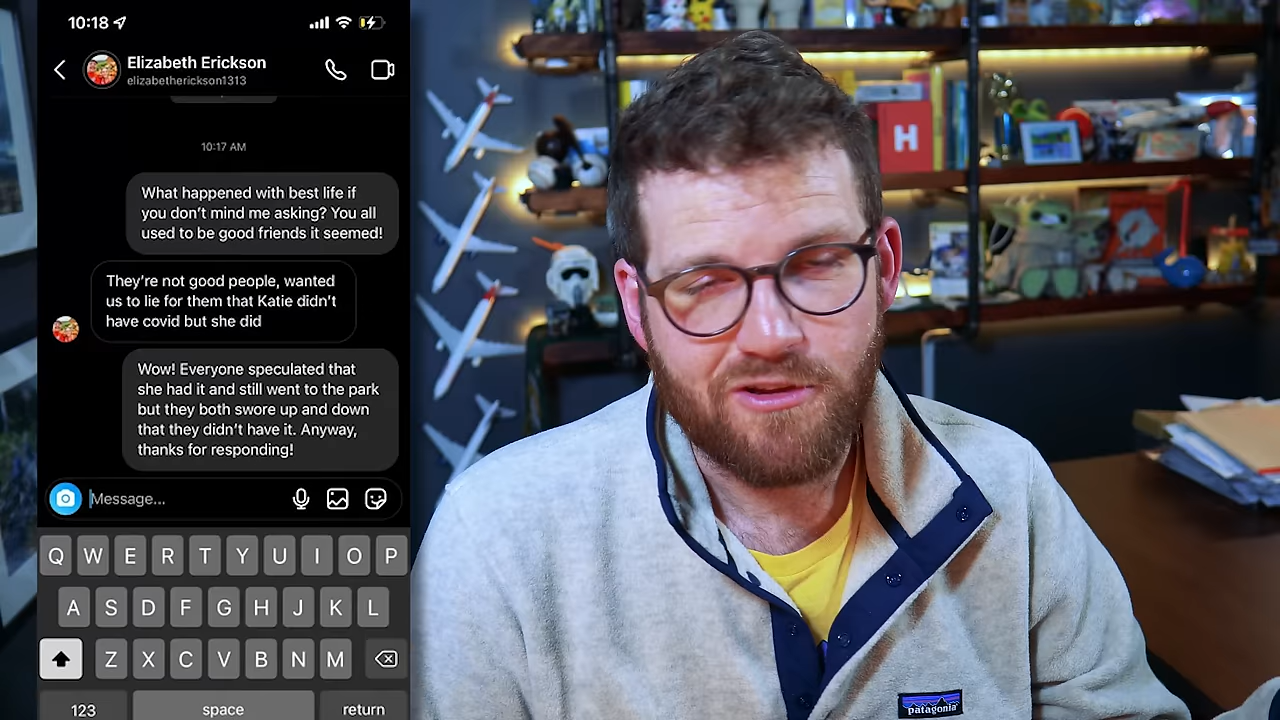 10:18
Elizabeth Erickson
elizabetherickson1313
10:17 AM
What happened with best life if
you don’t mind me asking? You all
used to be good friends it seemed!
They’re not good people, wanted
us to lie for them that Katie didn’t
have covid but she did
Wow! Everyone speculated that
she had it and still went to the park
but they both swore up and down
that they didn’t have it. Anyway,
thanks for responding!
Message...
Q W E R T Y U I O P
A S D F G H J K L
Z X C V B N M
123 space return
H
patagonia